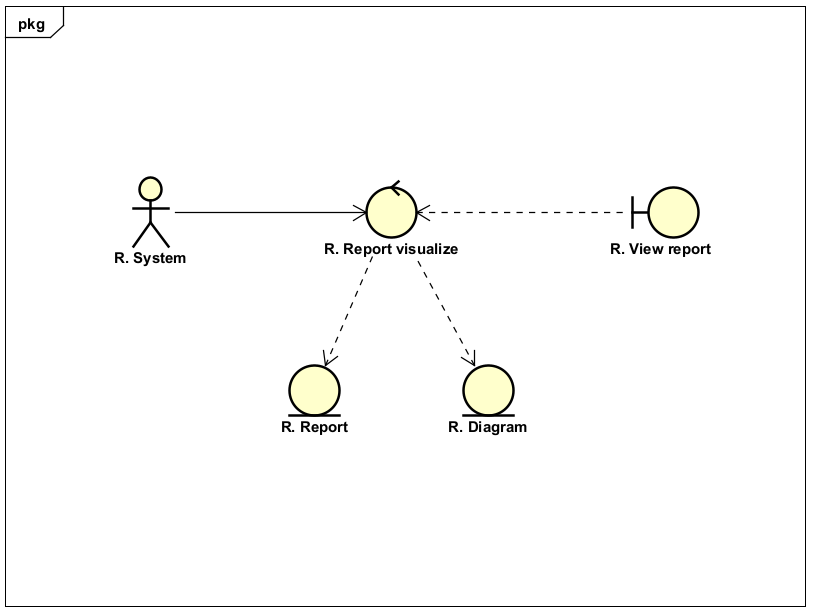 pkg
R. System
R. Report visualize
R. View report
R. Report
R. Diagram